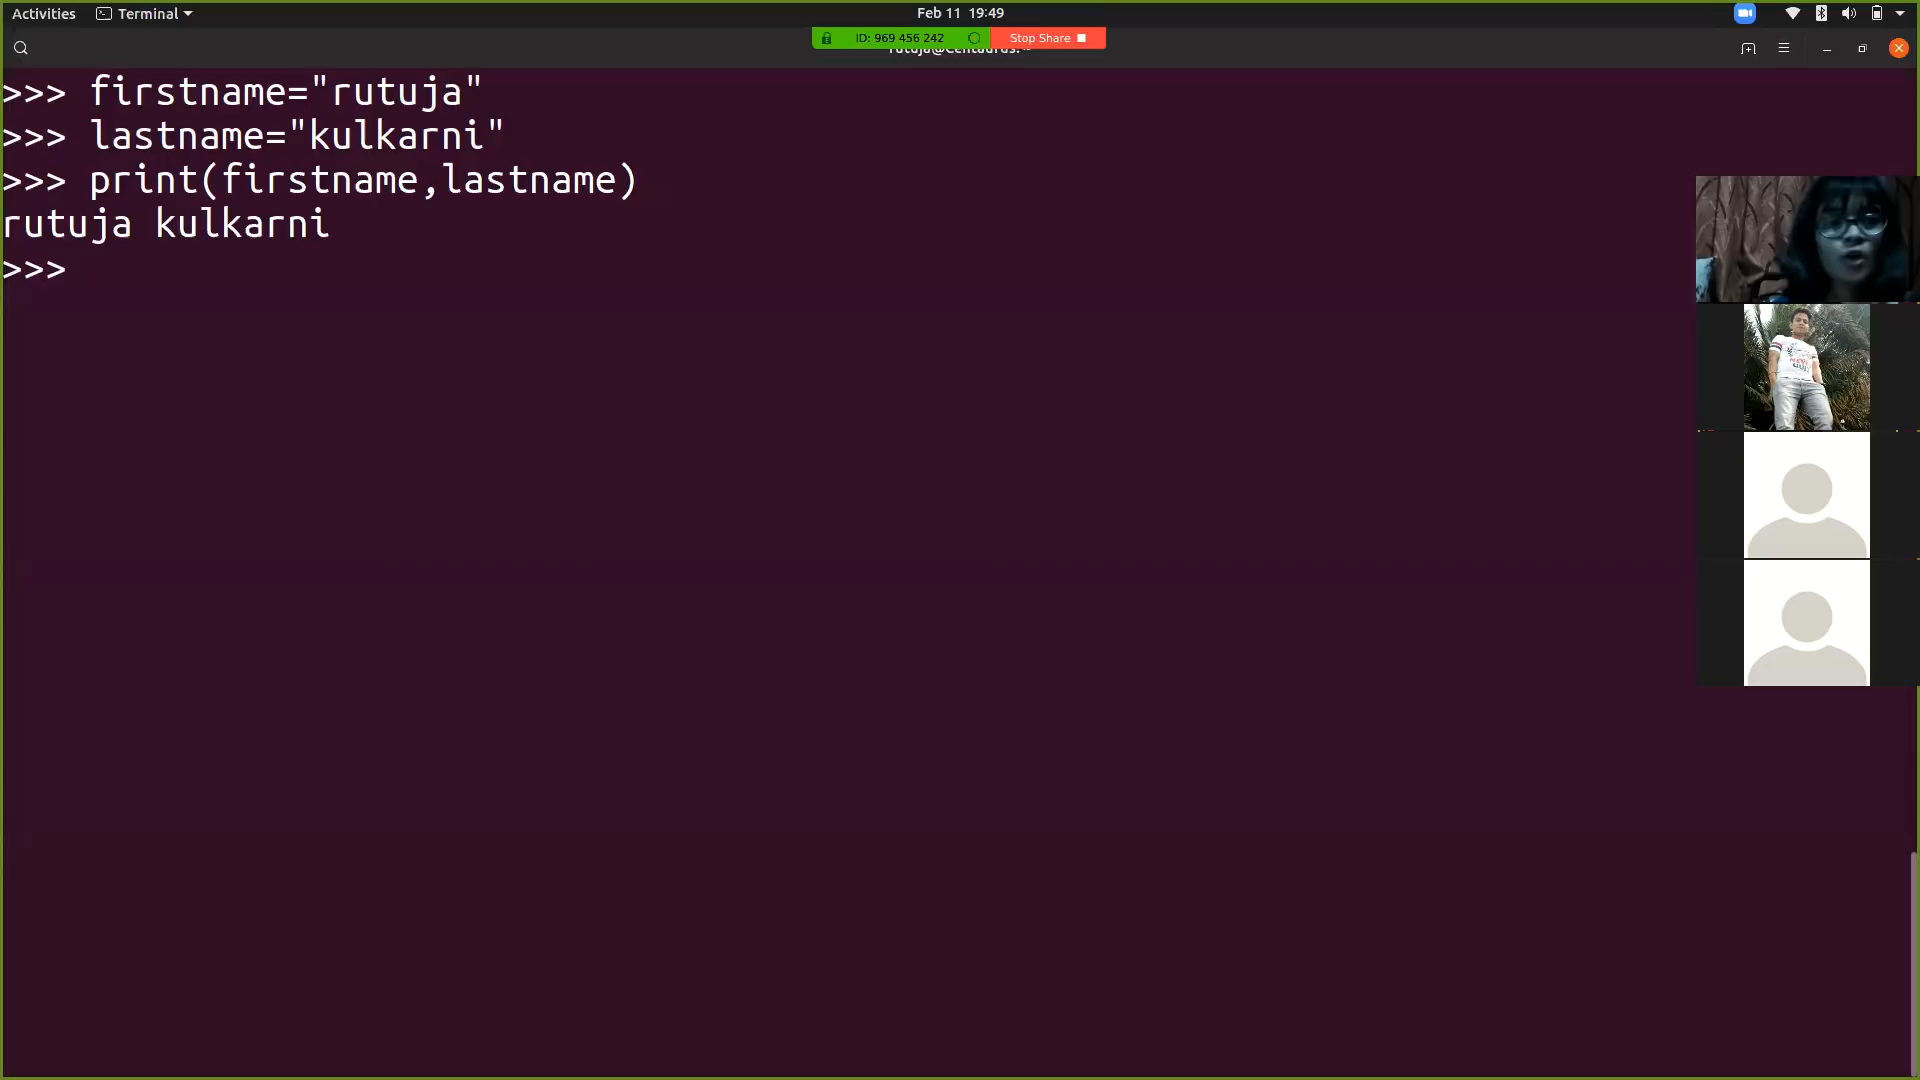 Activities Terminal Feb 11 19:49
ID: 969 456 242 Stop Share
>>> firstname="rutuja"
>>> lastname="kulkarni"
>>> print(firstname,lastname)
rutuja kulkarni
>>>